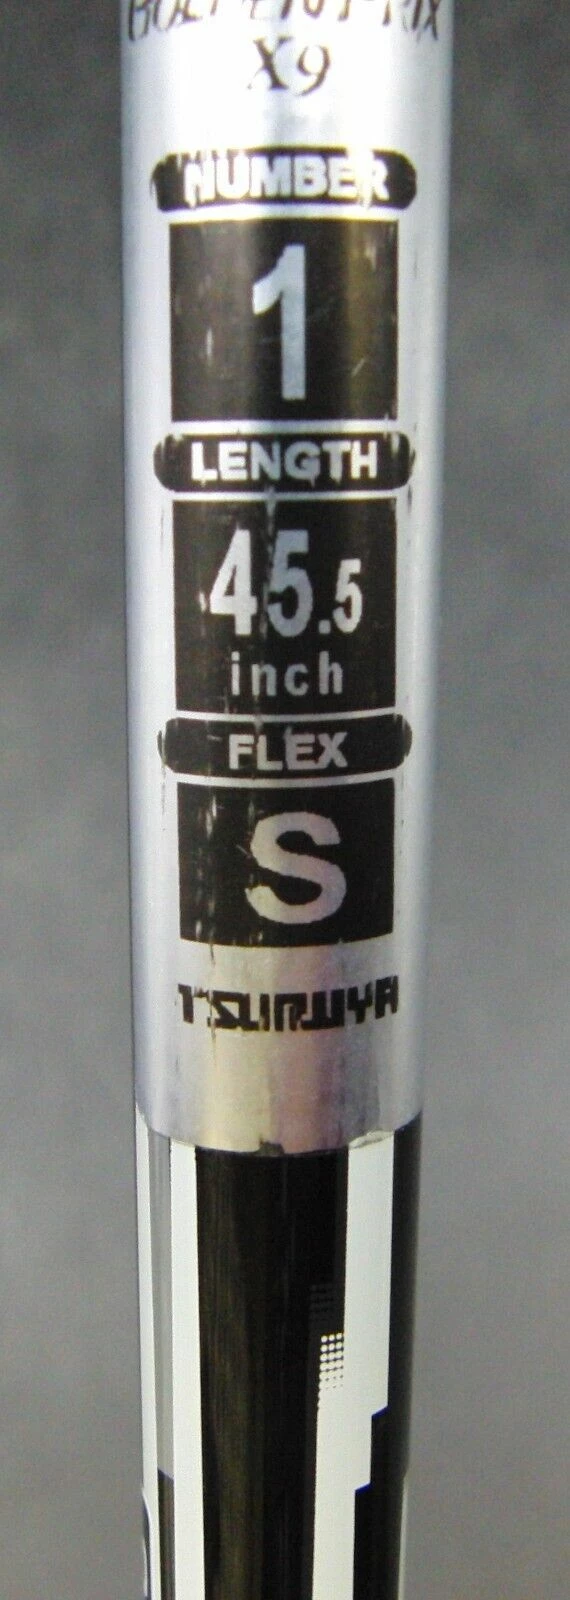 X9
NUMBER
1
LENGTH
45.5
inch
FLEX
S
TSURUYA